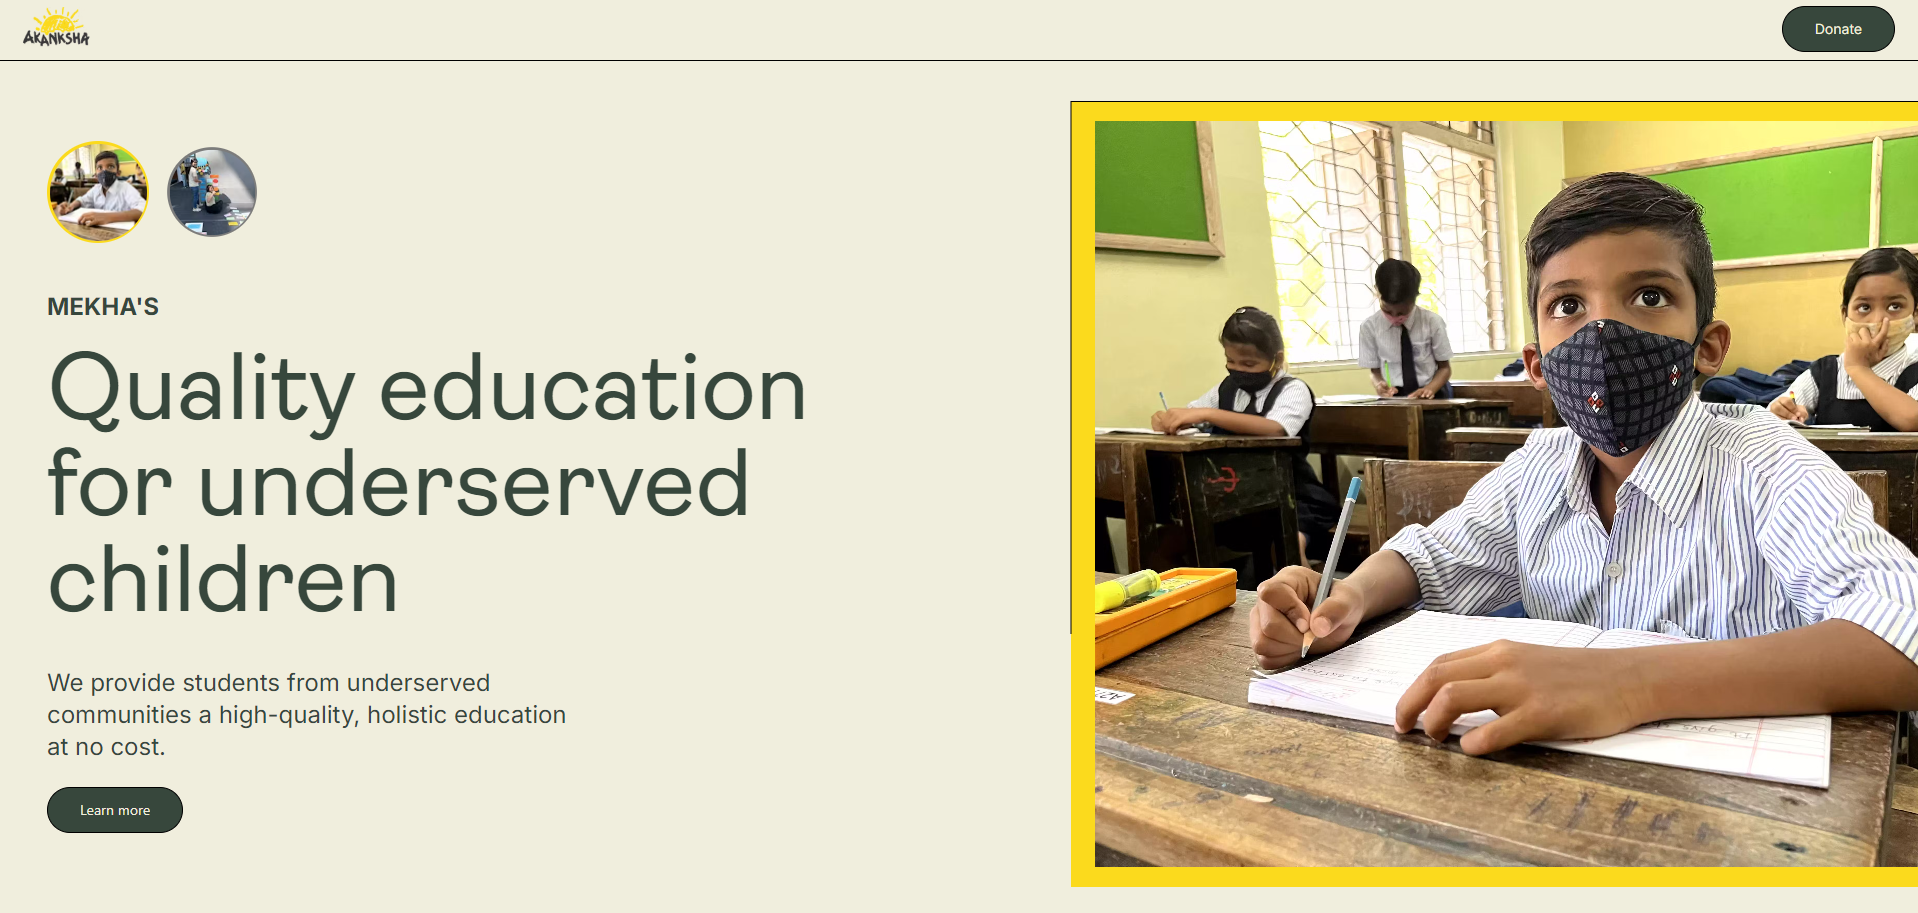 AKANKSHA
Donate
MEKHA'S
Quality education
for underserved
children
We provide students from underserved
communities a high-quality, holistic education
at no cost.
Learn more